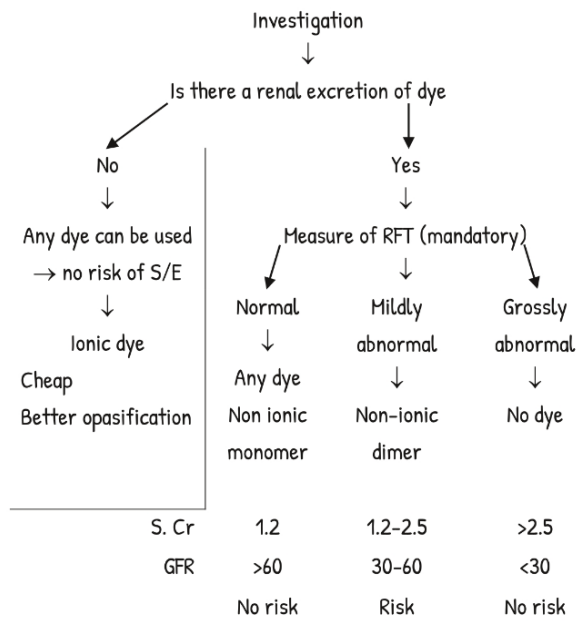 Investigation
↓
Is there a renal excretion of dye
No
↓
Any dye can be used
→ no risk of S/E
↓
Ionic dye
Cheap
Better opasification
Yes
↓
Measure of RFT (mandatory)
Normal
↓
Any dye
Non ionic
monomer
Mildly
abnormal
↓
Non-ionic
dimer
Grossly
abnormal
↓
No dye
S. Cr 1.2 1.2-2.5 >2.5
GFR >60 30-60 <30
No risk Risk No risk